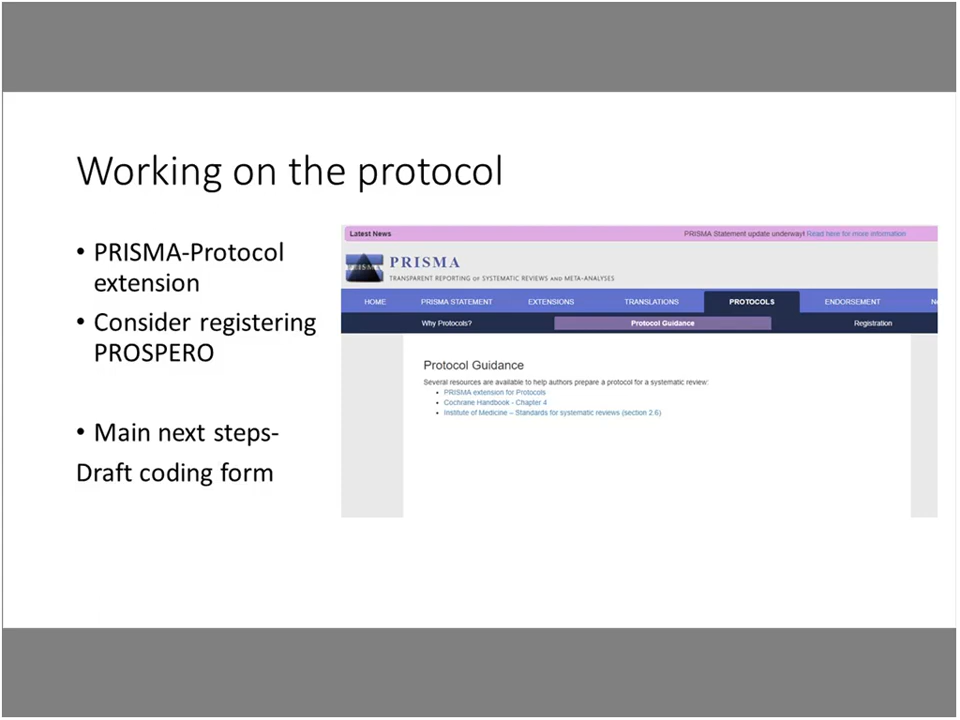 Working on the protocol
• PRISMA-Protocol
extension
• Consider registering
PROSPERO
• Main next steps-
Draft coding form
Latest News
PRISMA Statement update underway! Read here for more information
PRISMA
TRANSPARENT REPORTING OF SYSTEMATIC REVIEWS AND META-ANALYSES
HOME PRISMA STATEMENT EXTENSIONS TRANSLATIONS PROTOCOLS ENDORSEMENT
Why Protocols? Protocol Guidance Registration
Protocol Guidance
Several resources are available to help authors prepare a protocol for a systematic review:
• PRISMA extension for Protocols
• Cochrane Handbook - Chapter 4
• Institute of Medicine – Standards for systematic reviews (section 2.6)